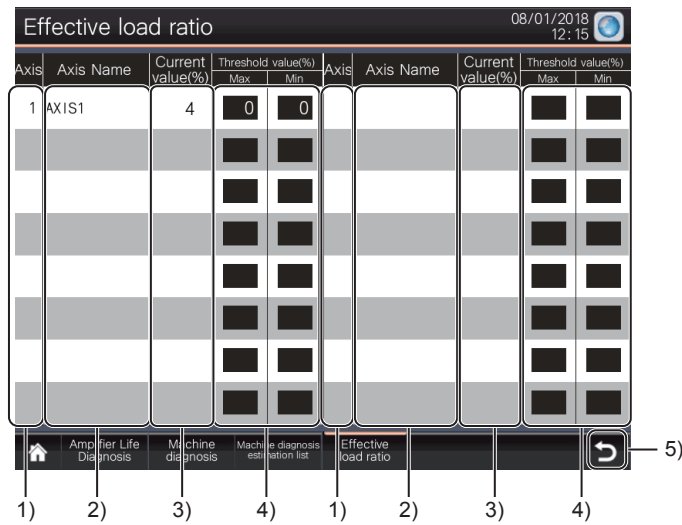 Effective load ratio
08/01/2018
12:15
Axis Axis Name Current value(%) Threshold value(%) Max Min Axis Axis Name Current value(%) Threshold value(%) Max Min
1 AXIS1 4 0 0
Amplifier Life Diagnosis Machine diagnosis Machine diagnosis estimation list Effective load ratio
5)
1) 2) 3) 4) 1) 2) 3) 4)